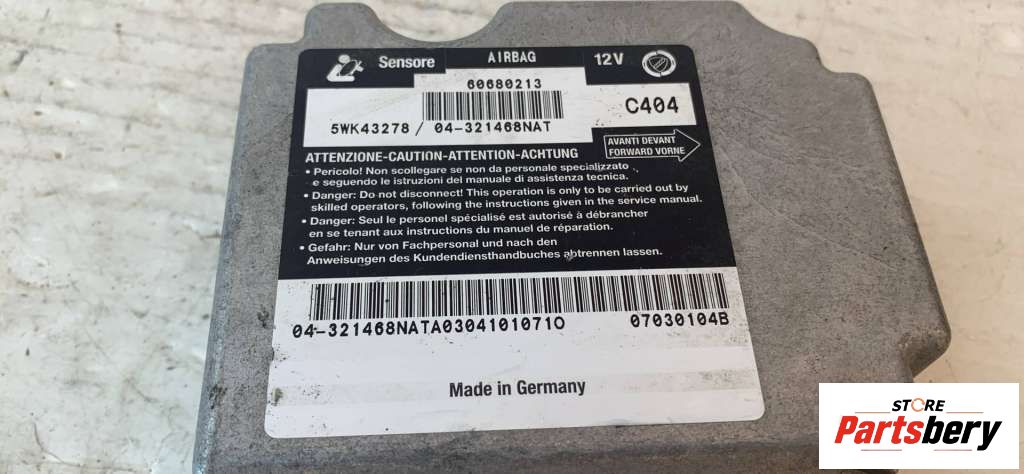 Sensore AIRBAG 12V
60680213
C404
5WK43278 / 04-321468NAT
AVANTI DEVANT
FORWARD VORNE
ATTENZIONE-CAUTION-ATTENTION-ACHTUNG
• Pericolo! Non scollegare se non da personale specializzato
e seguendo le istruzioni del manuale di assistenza tecnica.
• Danger: Do not disconnect! This operation is only to be carried out by
skilled operators, following the instructions given in the service manual.
• Danger: Seul le personel spécialisé est autorisé à débrancher
en se tenant aux instructions du manuel de réparation.
• Gefahr: Nur von Fachpersonal und nach den
Anweisungen des Kundendiensthandbuches abtrennen lassen.
04-321468NATA03041010710 07030104B
Made in Germany
STORE
Partsbery